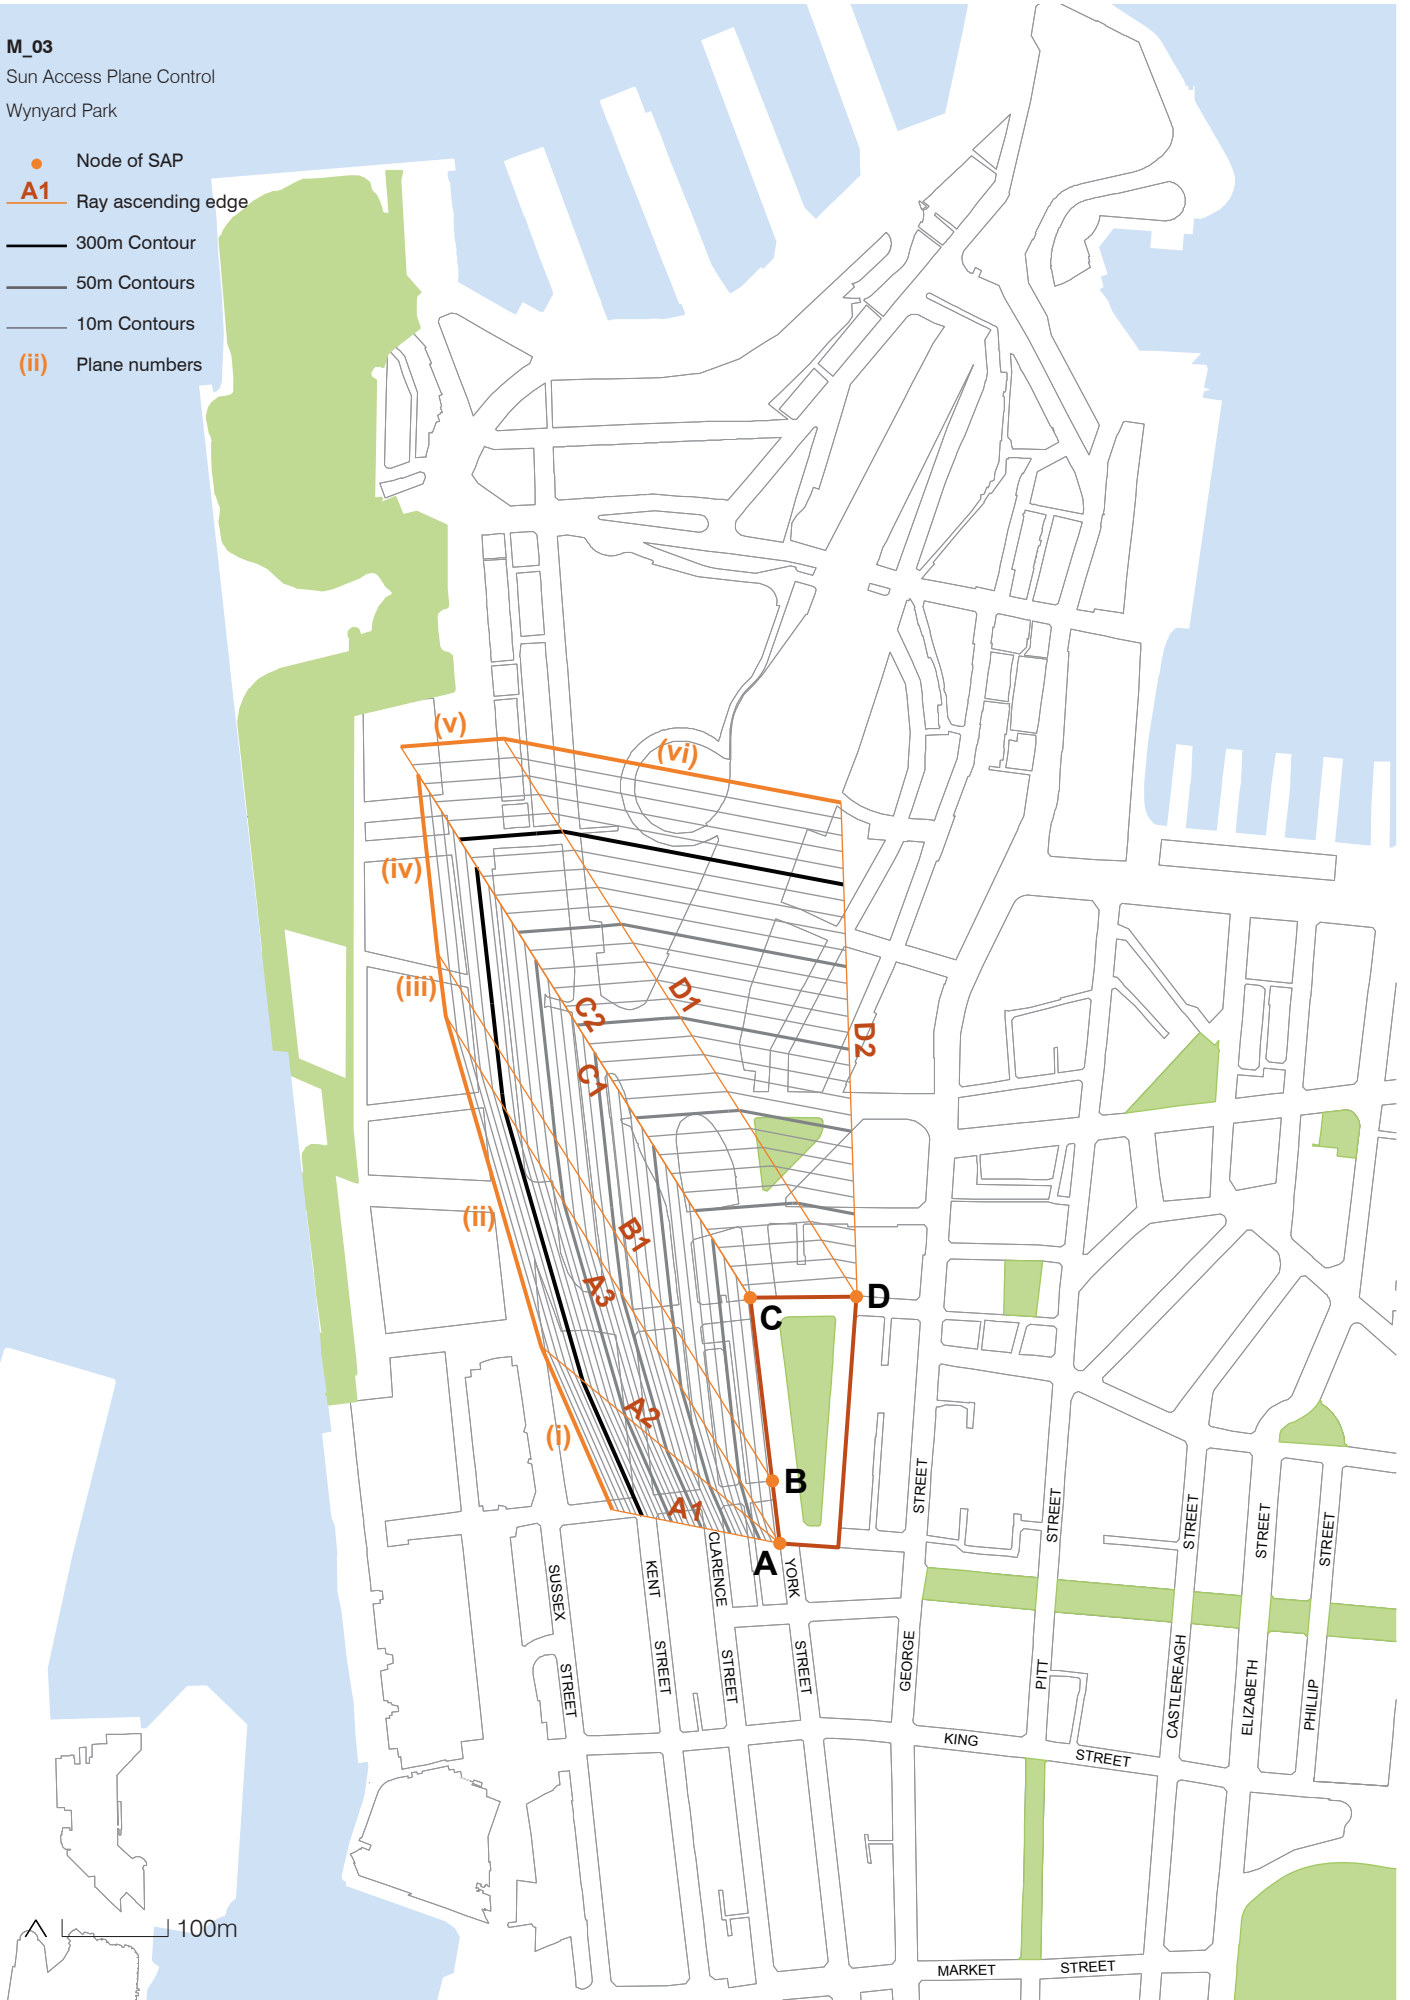 M_03
Sun Access Plane Control
Wynyard Park
Node of SAP
A1
Ray ascending edge
300m Contour
50m Contours
10m Contours
(ii)
Plane numbers
(v)
(vi)
(iv)
(iii)
D1
C2
D2
C1
(ii)
B1
A3
C
D
A2
(i)
B
A1
A
STREET
STREET
STREET
STREET
STREET
CLARENCE
KENT
SUSSEX
YORK
STREET
STREET
STREET
STREET
GEORGE
PITT
CASTLEREAGH
ELIZABETH
PHILLIP
KING
STREET
100m
MARKET
STREET